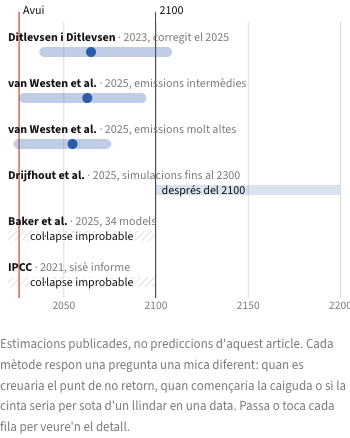 Avui
2100
Ditlevsen i Ditlevsen · 2023, corregit el 2025
van Westen et al. · 2025, emissions intermèdies
van Westen et al. · 2025, emissions molt altes
Drijfhout et al. · 2025, simulacions fins al 2300
després del 2100
Baker et al. · 2025, 34 models
col·lapse improbable
IPCC · 2021, sisè informe
col·lapse improbable
2050
2100
2150
2200
Estimacions publicades, no prediccions d'aquest article. Cada
mètode respon una pregunta una mica diferent: quan es
creuaria el punt de no retorn, quan començaria la caiguda o si la
cinta seria per sota d'un llindar en una data. Passa o toca cada
fila per veure'n el detall.